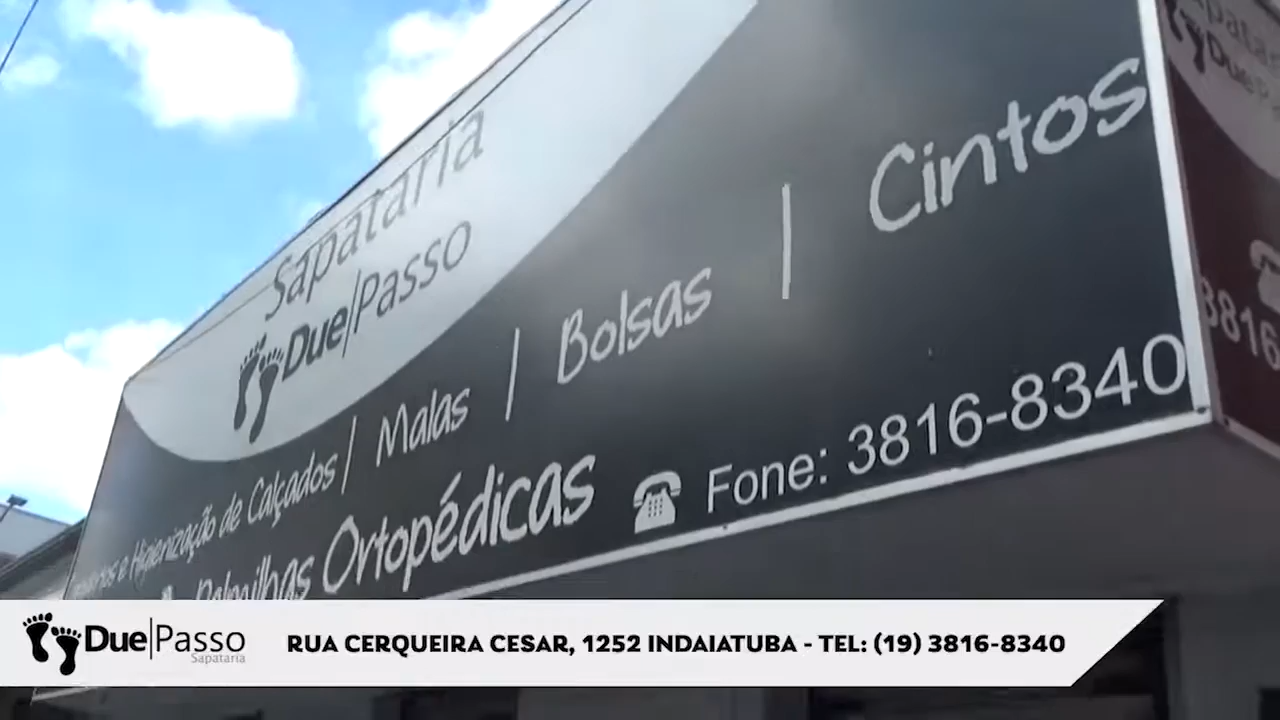 Sapataria
Due|Passo
e Higienização de Calçados | Malas | Bolsas | Cintos
Palmilhas Ortopédicas
Fone: 3816-8340
Due
3816
Due|Passo
Sapataria
RUA CERQUEIRA CESAR, 1252 INDAIATUBA - TEL: (19) 3816-8340